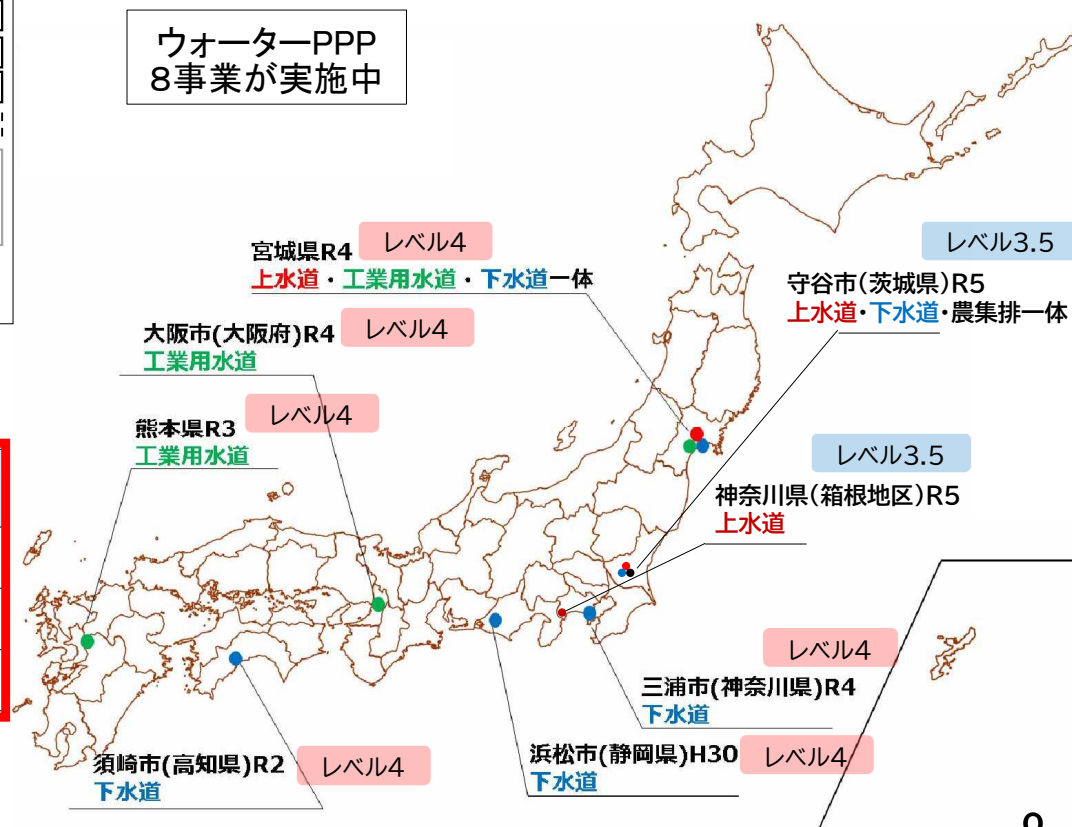 ウォーターPPP
８事業が実施中
宮城県R4
レベル4
上水道・工業用水道・下水道一体
レベル3.5
守谷市(茨城県)R5
上水道・下水道・農集排一体
大阪市(大阪府)R4
レベル4
工業用水道
熊本県R3
レベル4
工業用水道
レベル3.5
神奈川県(箱根地区)R5
上水道
レベル4
三浦市(神奈川県)R4
下水道
浜松市(静岡県)H30
レベル4
下水道
須崎市(高知県)R2
レベル4
下水道